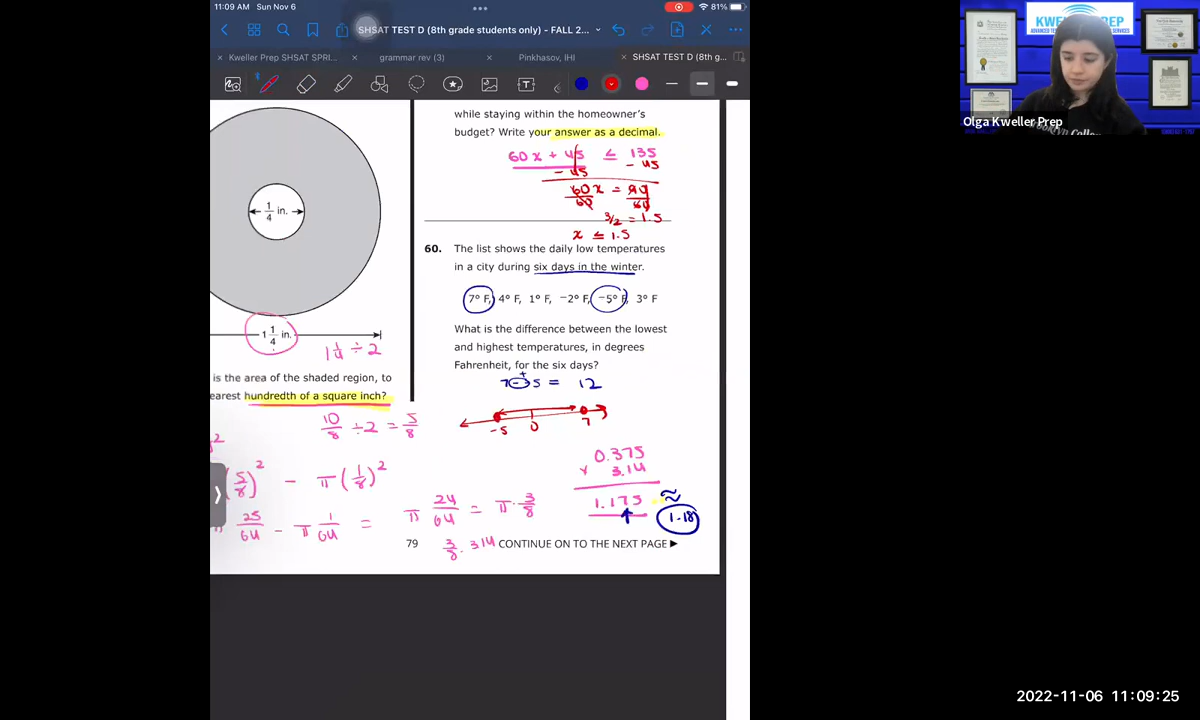 11:09 AM Sun Nov 6
81%
SHSAT TEST D (8th grade students only) - FALL 2...
Kweller Prep SHSAT SPRI...
grammar rev (3)
Pinkhasov, IHI
SHSAT TEST D (8th g...
KWELLER PREP
Olga Kweller Prep
1/4 in.
1 1/4 in.
1 1/4 ÷ 2
is the area of the shaded region, to
earest hundredth of a square inch?
10/8 ÷ 2 = 5/8
(5/8)² - π(1/8)²
25/64 - π 1/64 = π 24/64 = π · 3/8
3/8 · 314
while staying within the homeowner's
budget? Write your answer as a decimal.
60x + 45 ≤ 135
- 45 - 45
60x = 90
60 60
3/2 = 1.5
x ≤ 1.5
60. The list shows the daily low temperatures
in a city during six days in the winter.
7° F, 4° F, 1° F, −2° F, −5° F, 3° F
What is the difference between the lowest
and highest temperatures, in degrees
Fahrenheit, for the six days?
+
7 - - 5 = 12
-5 0 7
0.375
x 3.14
1.175 ≈
1.18
79 CONTINUE ON TO THE NEXT PAGE ▶
2022-11-06 11:09:25